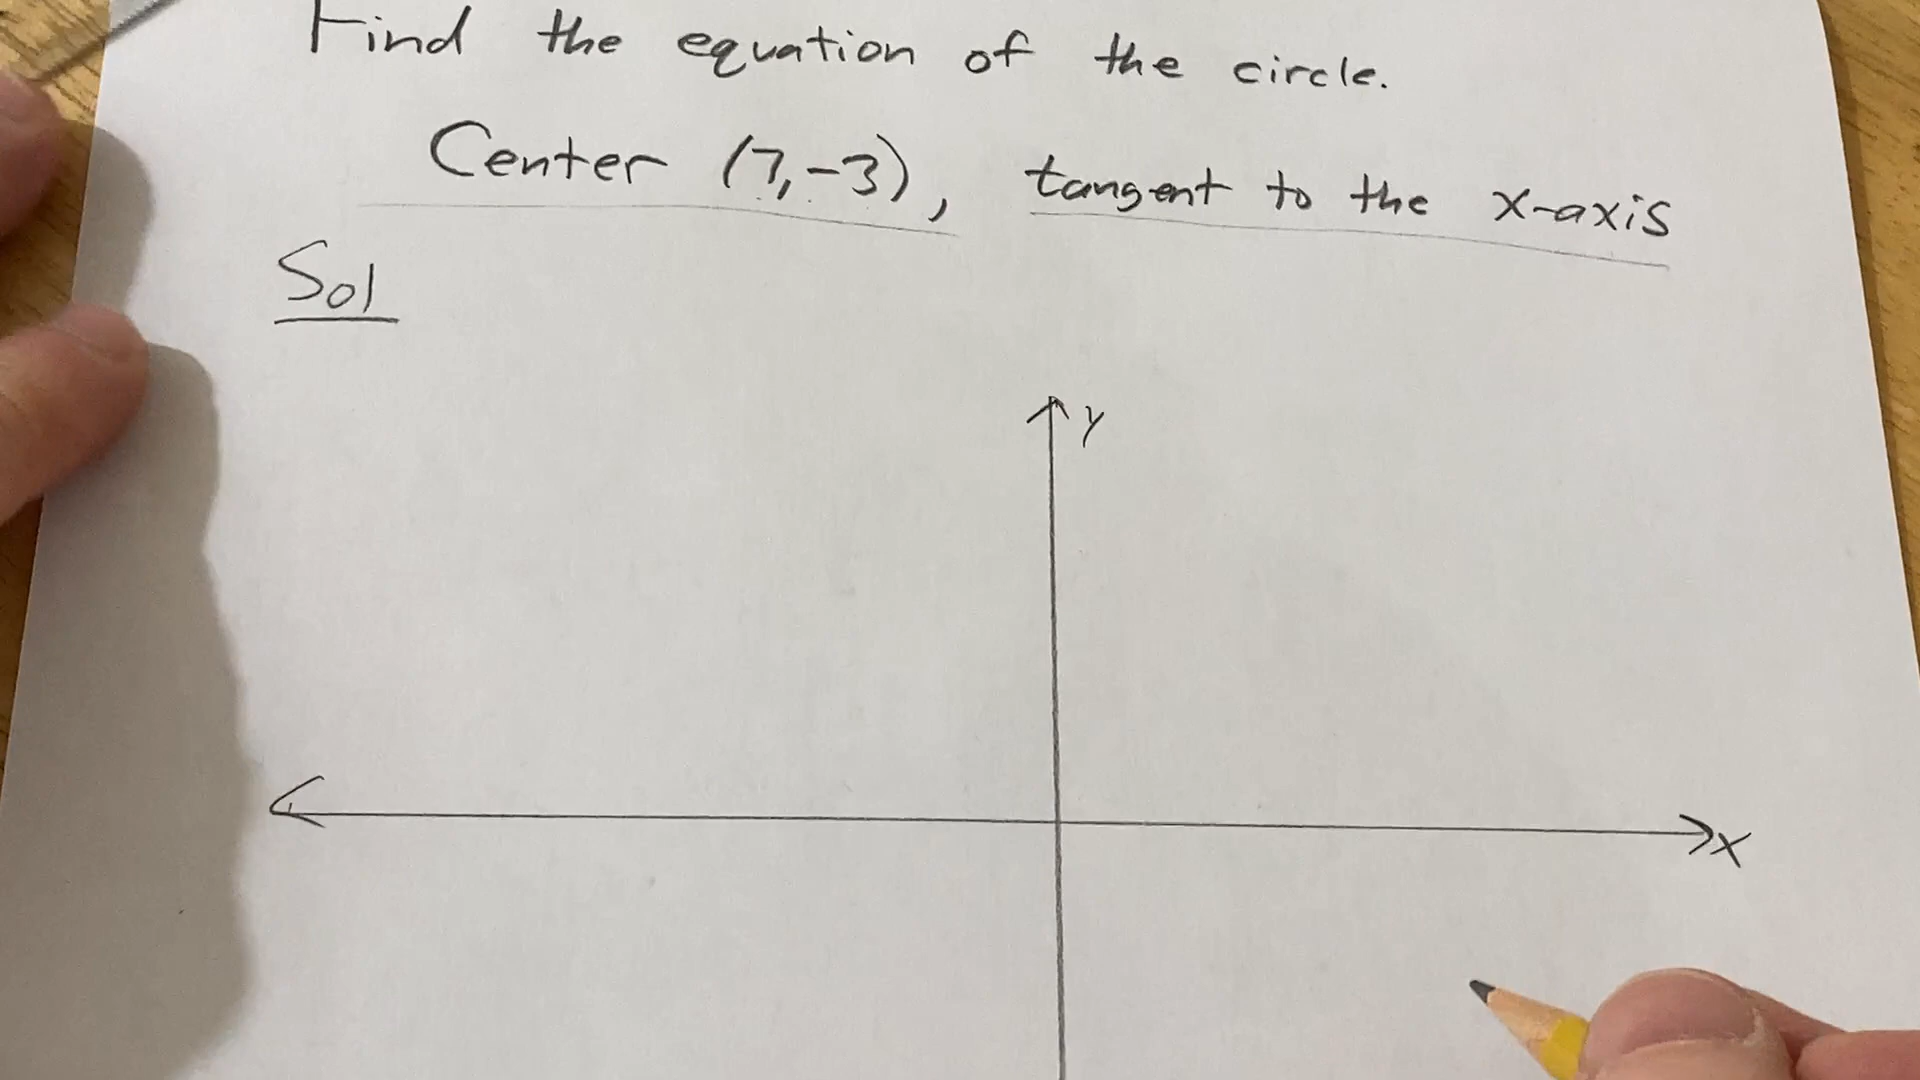 Find the equation of the circle.
Center (7,-3), tangent to the x-axis
Sol
y
x